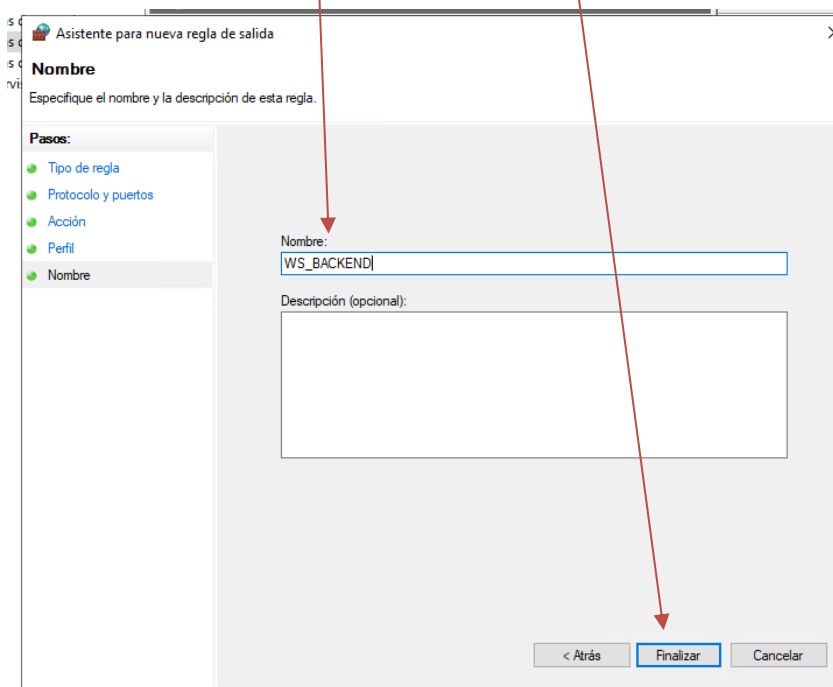 Asistente para nueva regla de salida
Nombre
Especifique el nombre y la descripción de esta regla.
Pasos:
Tipo de regla
Protocolo y puertos
Acción
Perfil
Nombre
Nombre:
WS_BACKEND
Descripción (opcional):
< Atrás
Finalizar
Cancelar